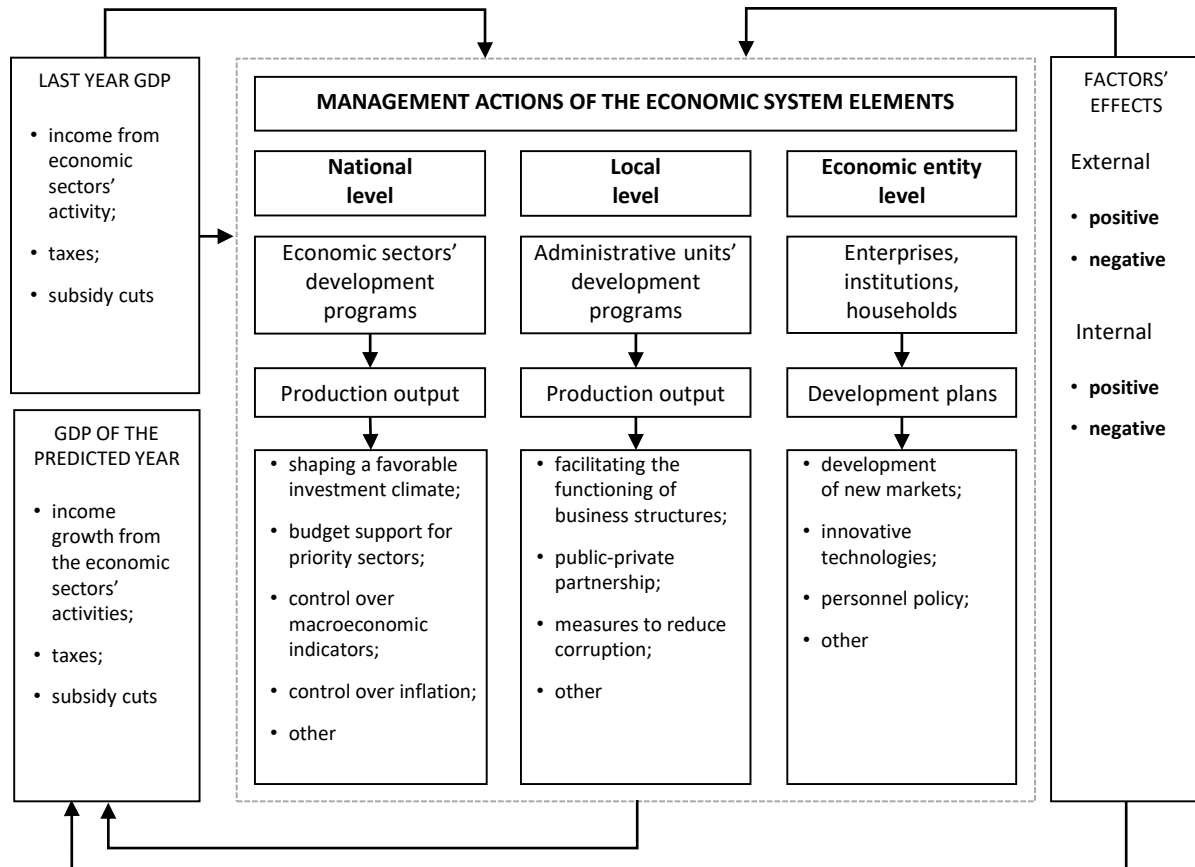 LAST YEAR GDP
• income from
economic
sectors’
activity;
• taxes;
• subsidy cuts
GDP OF THE
PREDICTED YEAR
• income
growth from
the economic
sectors’
activities;
• taxes;
• subsidy cuts
MANAGEMENT ACTIONS OF THE ECONOMIC SYSTEM ELEMENTS
National
level
Economic sectors’
development
programs
Production output
• shaping a favorable
investment climate;
• budget support for
priority sectors;
• control over
macroeconomic
indicators;
• control over inflation;
• other
Local
level
Administrative units’
development
programs
Production output
• facilitating the
functioning of
business structures;
• public-private
partnership;
• measures to reduce
corruption;
• other
Economic entity
level
Enterprises,
institutions,
households
Development plans
• development
of new markets;
• innovative
technologies;
• personnel policy;
• other
FACTORS’
EFFECTS
External
• positive
• negative
Internal
• positive
• negative